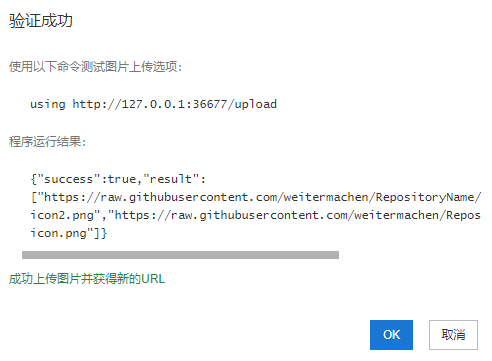 验证成功
使用以下命令测试图片上传选项：
using http://127.0.0.1:36677/upload
程序运行结果：
{"success":true,"result":
["https://raw.githubusercontent.com/weitermachen/RepositoryName/
icon2.png","https://raw.githubusercontent.com/weitermachen/Repos
icon.png"]}
成功上传图片并获得新的URL
OK
取消